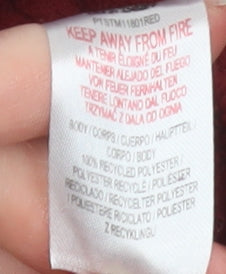 PTSTM11801RED
KEEP AWAY FROM FIRE
A TENIR ÉLOIGNÉ DU FEU
MANTENER ALEJADO DEL FUEGO
VON FEUER FERNHALTEN
TENERE LONTANO DAL FUOCO
TRZYMAĆ Z DALA OD OGNIA
BODY / CORPS / CUERPO / HAUPTTEIL /
CORPO / BODY
100% RECYCLED POLYESTER
POLYESTER RECYCLÉ / POLIÉSTER
RECICLADO / RECYCELTER POLYESTER
/ POLIESTERE RICICLATO / POLIESTER
Z RECYKLINGU